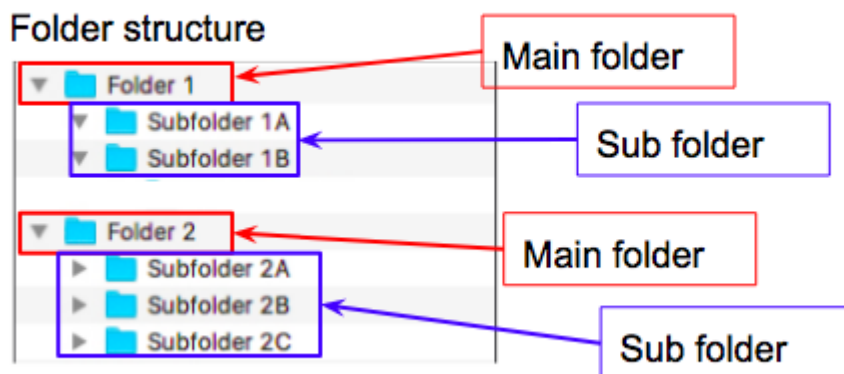 Folder structure
Main folder
Folder 1
Subfolder 1A
Subfolder 1B
Sub folder
Folder 2
Main folder
Subfolder 2A
Subfolder 2B
Subfolder 2C
Sub folder